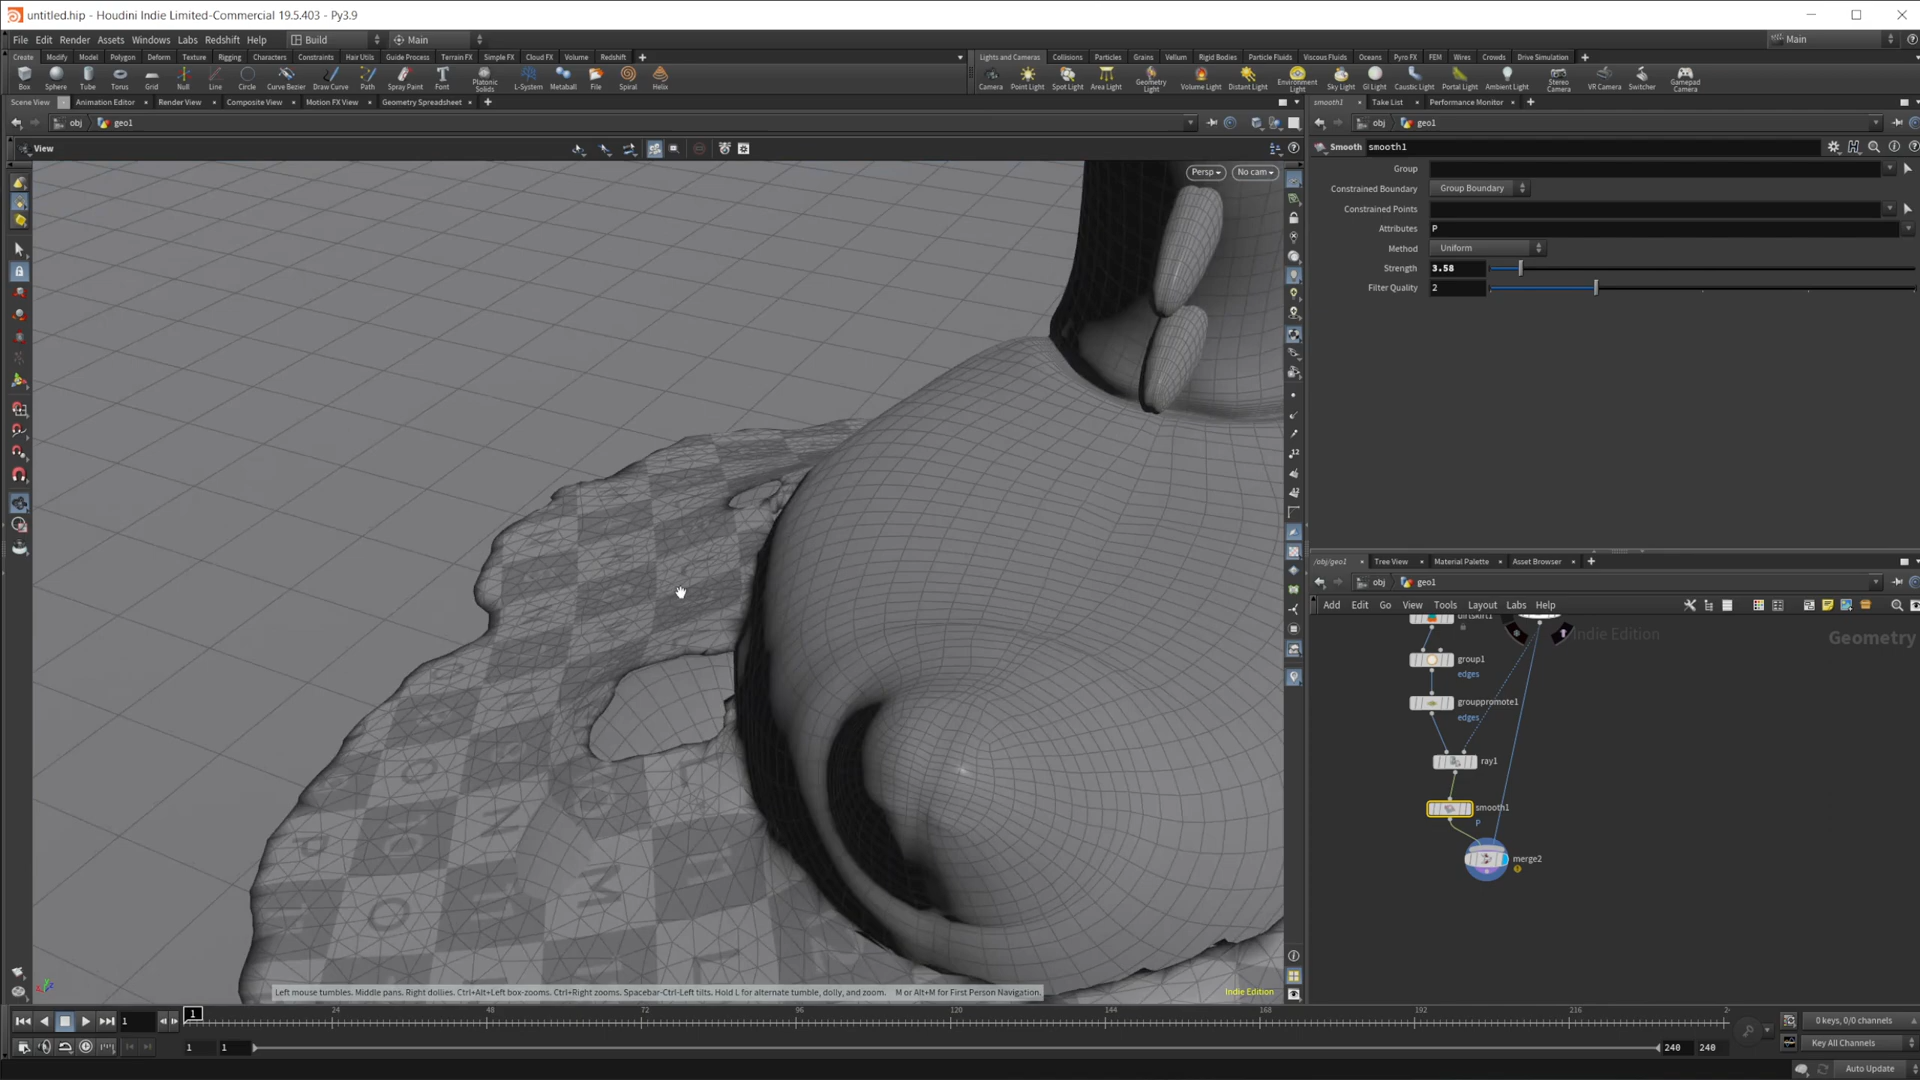 untitled.hip - Houdini Indie Limited-Commercial 19.5.403 - Py3.9
File Edit Render Assets Windows Labs Redshift Help Build Main Main
Create Modify Model Polygon Deform Texture Rigging Characters Constraints Hair Utils Guide Process Terrain FX Simple FX Cloud FX Volume Redshift
Lights and Cameras Collisions Particles Grains Vellum Rigid Bodies Particle Fluids Viscous Fluids Oceans Pyro FX FEM Wires Crowds Drive Simulation
Box Sphere Tube Torus Grid Null Line Circle Curve Bezier Draw Curve Path Spray Paint Font Platonic Solids L-System Metaball File Spiral Helix
Camera Point Light Spot Light Area Light Geometry Light Volume Light Distant Light Environment Light Sky Light GI Light Caustic Light Portal Light Ambient Light Stereo Camera VR Camera Switcher Gamepad Camera
Scene View Animation Editor Render View Composite View Motion FX View Geometry Spreadsheet
smooth1 Take List Performance Monitor
obj geo1
obj geo1
View
Smooth smooth1
Persp No cam
Group
Constrained Boundary Group Boundary
Constrained Points
Attributes P
Method Uniform
Strength 3.58
Filter Quality 2
/obj/geo1 Tree View Material Palette Asset Browser
obj geo1
Add Edit Go View Tools Layout Labs Help
Indie Edition
Geometry
group1
edges
grouppromote1
edges
ray1
smooth1
P
merge2
Left mouse tumbles. Middle pans. Right dollies. Ctrl+Alt+Left box-zooms. Ctrl+Right zooms. Spacebar-Ctrl-Left tilts. Hold L for alternate tumble, dolly, and zoom. M or Alt+M for First Person Navigation.
Indie Edition
1 1 24 48 72 96 120 144 168 192 216
0 keys, 0/0 channels
1 1 240 240
Key All Channels
Auto Update